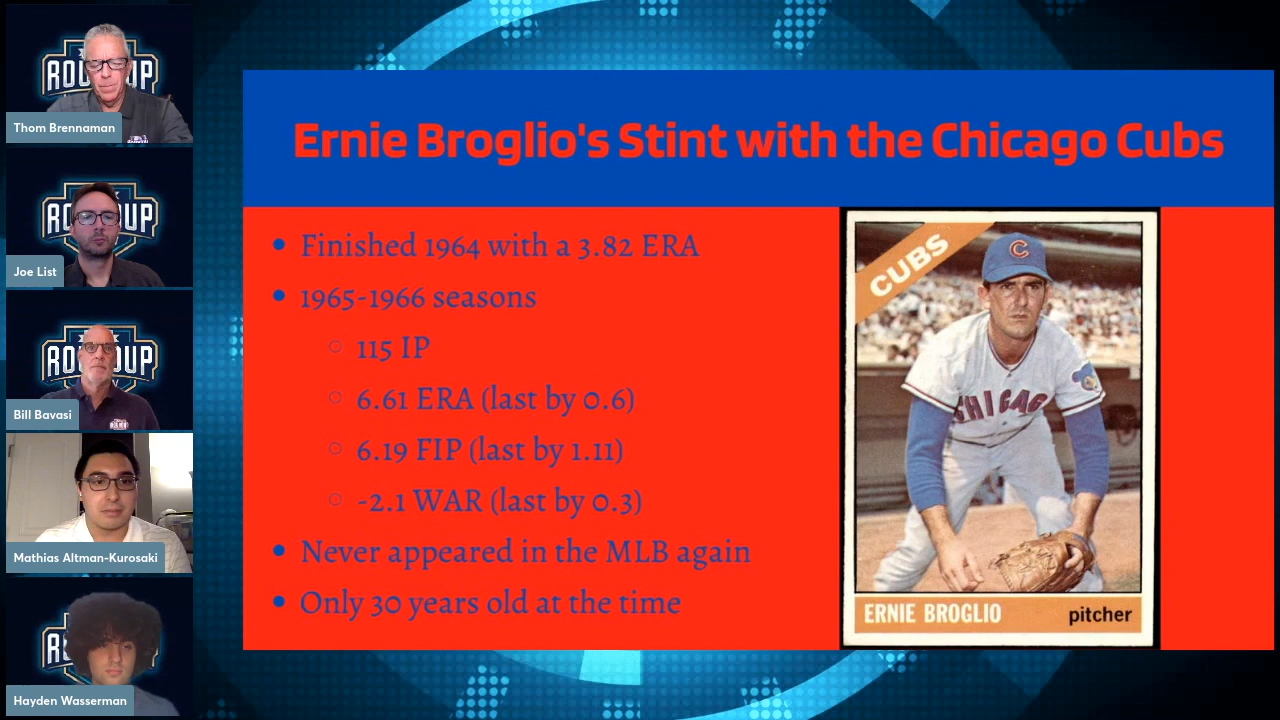 Thom Brennaman
Joe List
Bill Bavasi
Mathias Altman-Kurosaki
Hayden Wasserman
Ernie Broglio's Stint with the Chicago Cubs
• Finished 1964 with a 3.82 ERA
• 1965-1966 seasons
○ 115 IP
○ 6.61 ERA (last by 0.6)
○ 6.19 FIP (last by 1.11)
○ -2.1 WAR (last by 0.3)
• Never appeared in the MLB again
• Only 30 years old at the time
CUBS
C
CHICAG
ERNIE BROGLIO pitcher